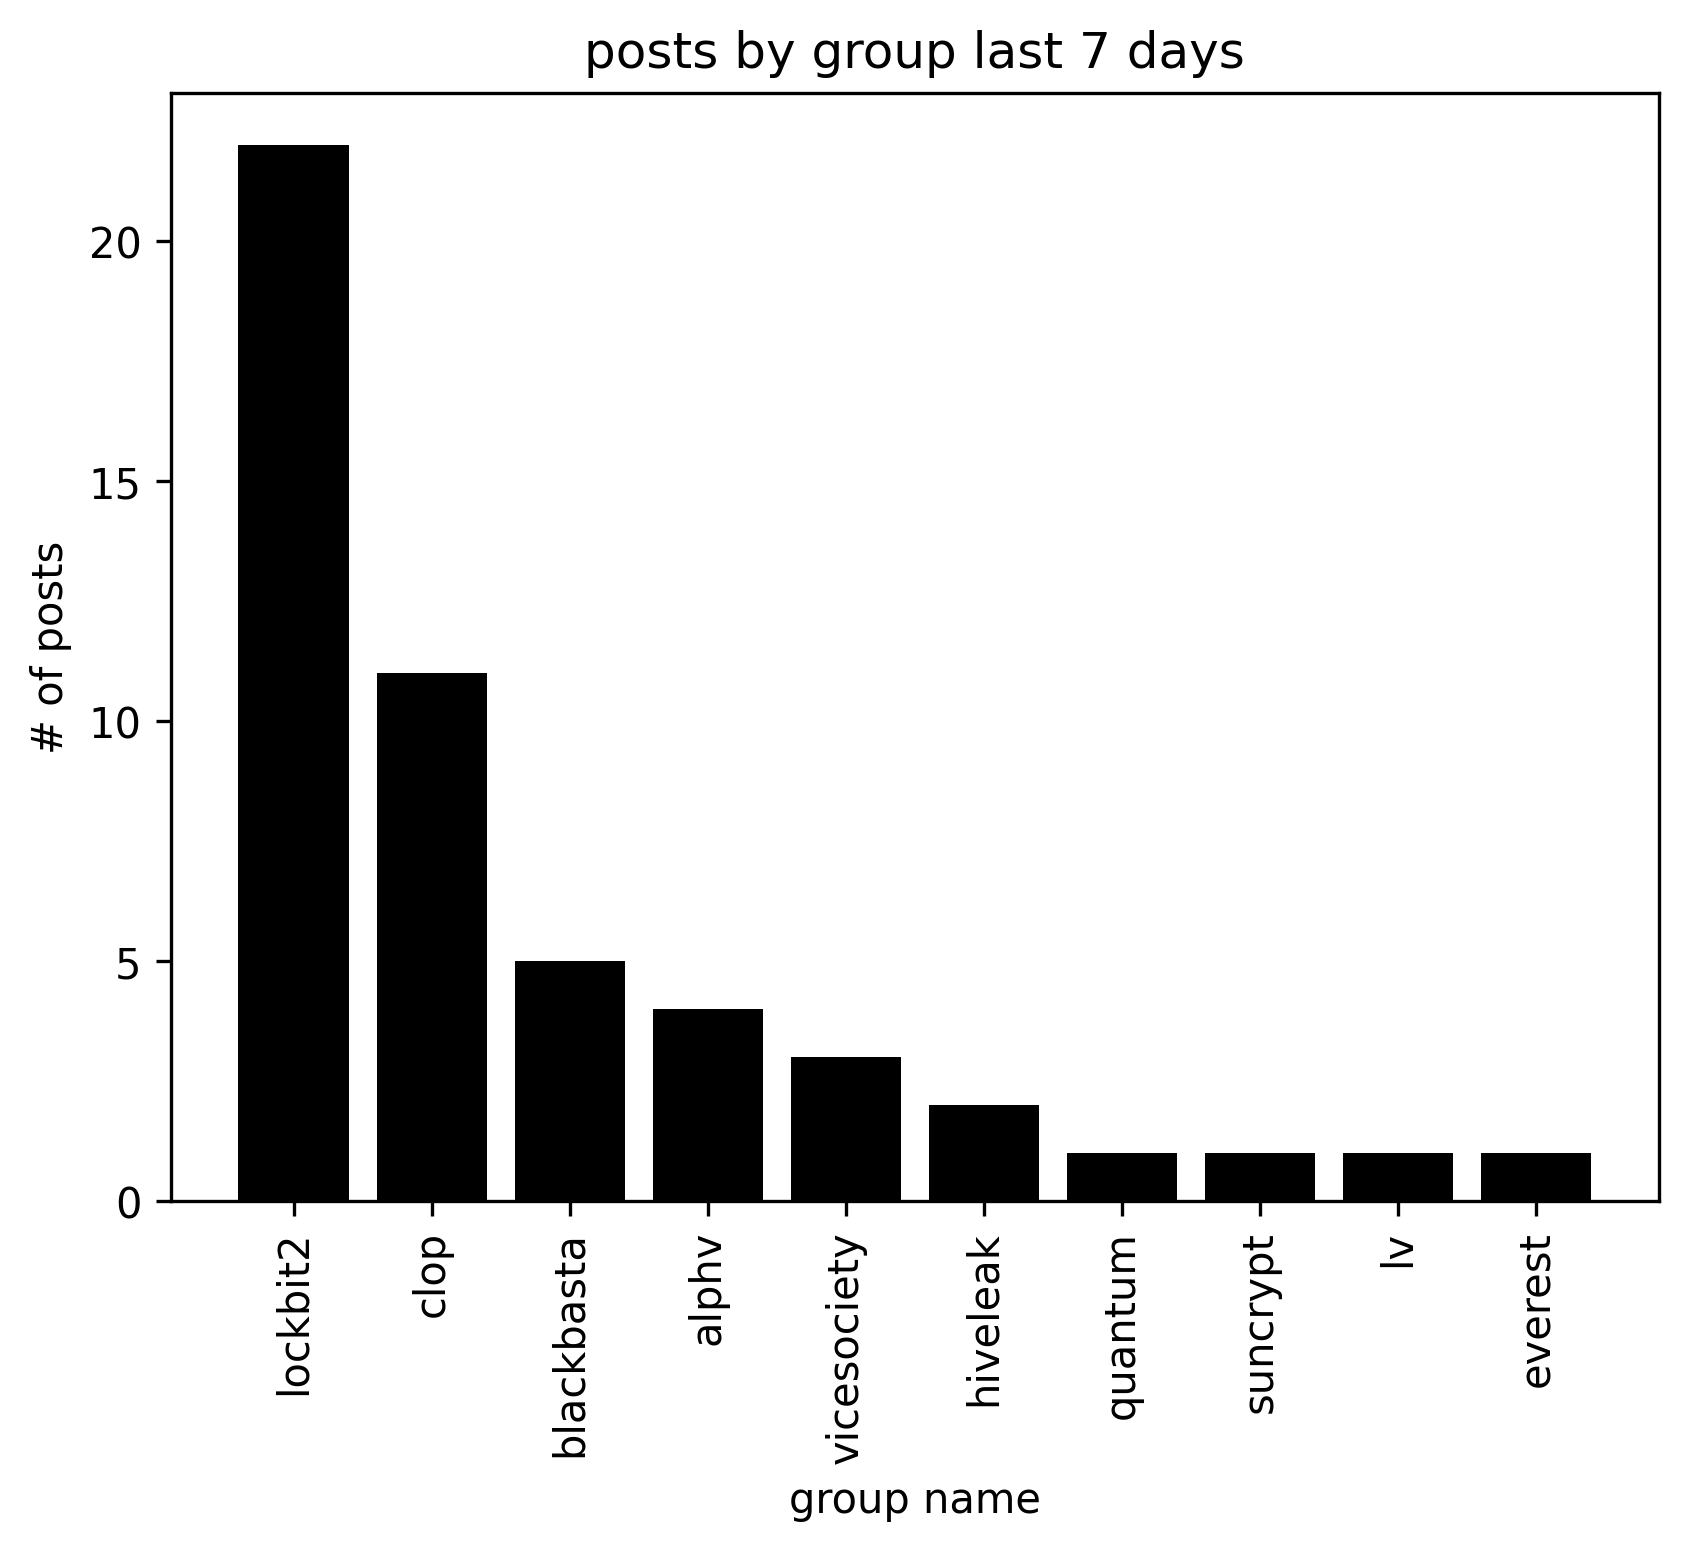 posts by group last 7 days
# of posts
20
15
10
5
0
lockbit2
clop
blackbasta
alphv
vicesociety
hiveleak
quantum
suncrypt
lv
everest
group name